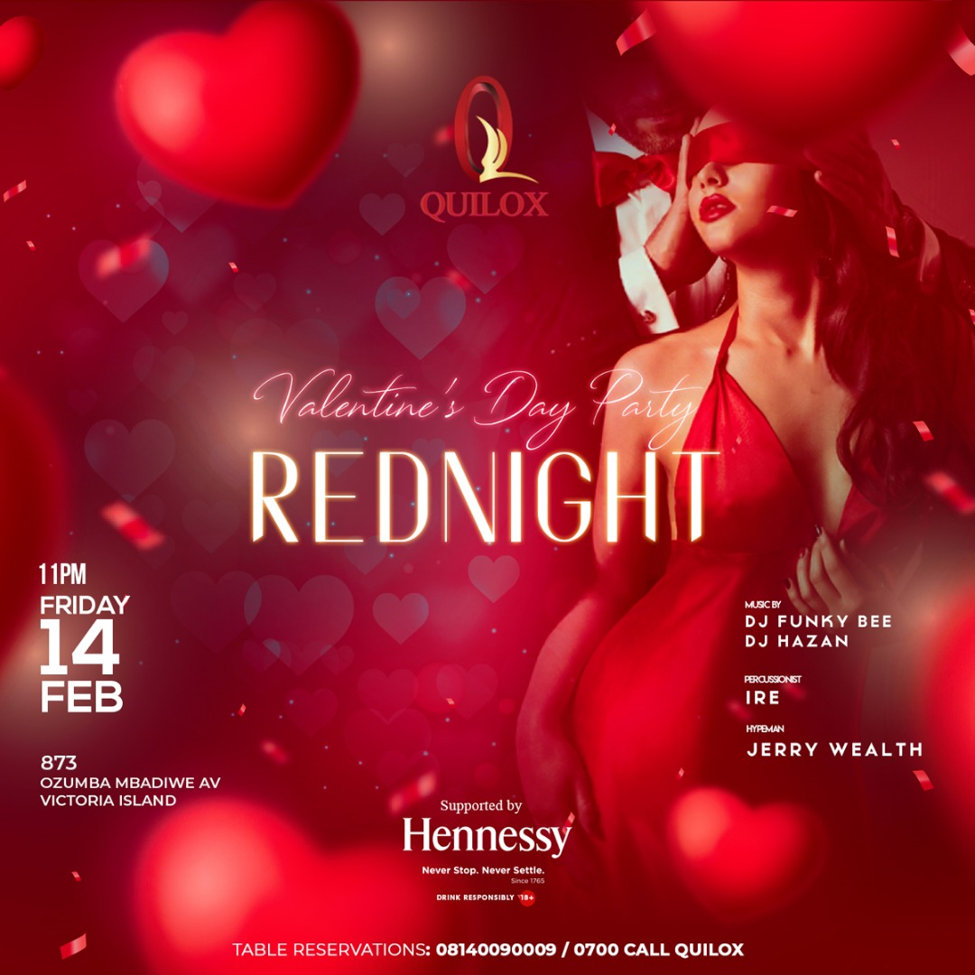 QUILOX
Valentine's Day Party
REDNIGHT
11PM
FRIDAY
14
FEB
873
OZUMBA MBADIWE AV
VICTORIA ISLAND
MUSIC BY
DJ FUNKY BEE
DJ HAZAN
PERCUSSIONIST
IRE
HYPEMAN
JERRY WEALTH
Supported by
Hennessy
Never Stop. Never Settle.
Since 1765
DRINK RESPONSIBLY 18+
TABLE RESERVATIONS: 08140090009 / 0700 CALL QUILOX